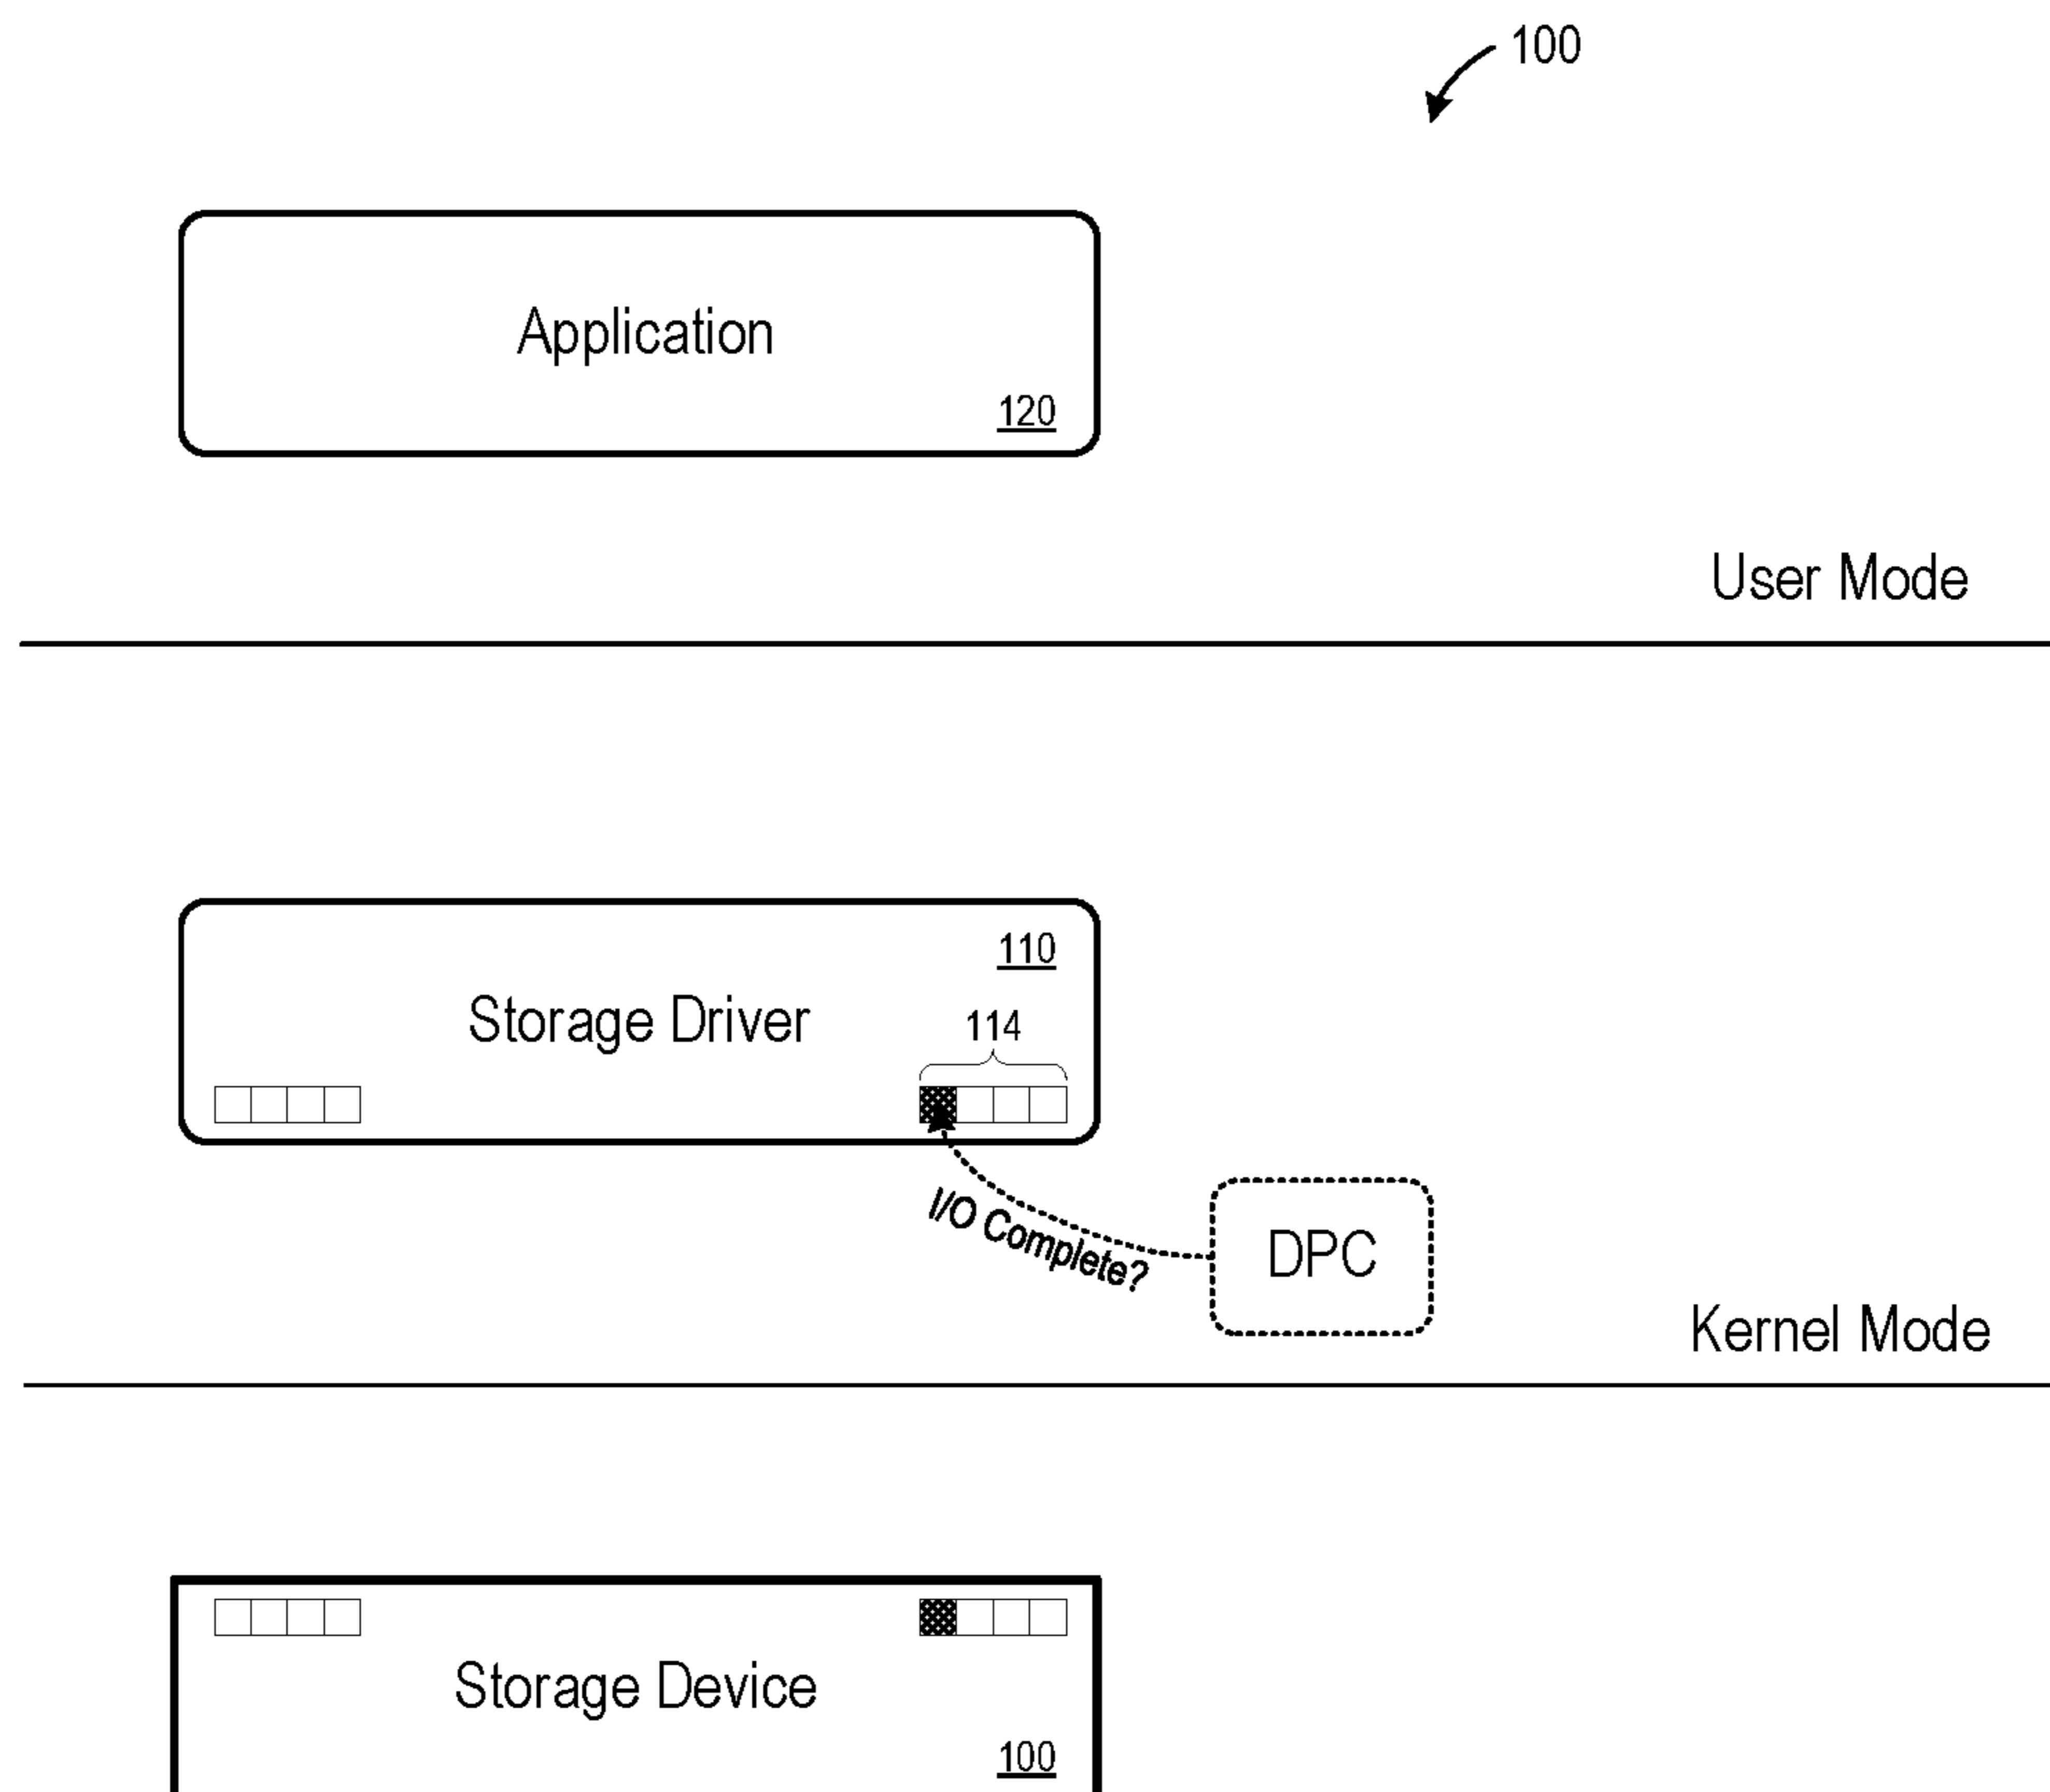 100
Application
120
User Mode
110
Storage Driver
114
I/O Complete?
DPC
Kernel Mode
Storage Device
100